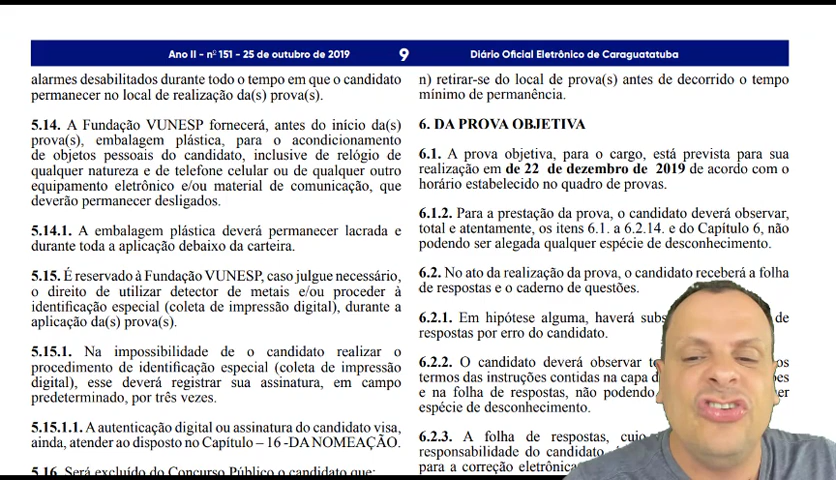 Ano II - nº 151 - 25 de outubro de 2019
9
Diário Oficial Eletrônico de Caraguatatuba
alarmes desabilitados durante todo o tempo em que o candidato
permanecer no local de realização da(s) prova(s).
5.14. A Fundação VUNESP fornecerá, antes do início da(s)
prova(s), embalagem plástica, para o acondicionamento
de objetos pessoais do candidato, inclusive de relógio de
qualquer natureza e de telefone celular ou de qualquer outro
equipamento eletrônico e/ou material de comunicação, que
deverão permanecer desligados.
5.14.1. A embalagem plástica deverá permanecer lacrada e
durante toda a aplicação debaixo da carteira.
5.15. É reservado à Fundação VUNESP, caso julgue necessário,
o direito de utilizar detector de metais e/ou proceder à
identificação especial (coleta de impressão digital), durante a
aplicação da(s) prova(s).
5.15.1. Na impossibilidade de o candidato realizar o
procedimento de identificação especial (coleta de impressão
digital), esse deverá registrar sua assinatura, em campo
predeterminado, por três vezes.
5.15.1.1. A autenticação digital ou assinatura do candidato visa,
ainda, atender ao disposto no Capítulo – 16 -DA NOMEAÇÃO.
5.16. Será excluído do Concurso Público o candidato que:
n) retirar-se do local de prova(s) antes de decorrido o tempo
mínimo de permanência.
6. DA PROVA OBJETIVA
6.1. A prova objetiva, para o cargo, está prevista para sua
realização em de 22 de dezembro de 2019 de acordo com o
horário estabelecido no quadro de provas.
6.1.2. Para a prestação da prova, o candidato deverá observar,
total e atentamente, os itens 6.1. a 6.2.14. e do Capítulo 6, não
podendo ser alegada qualquer espécie de desconhecimento.
6.2. No ato da realização da prova, o candidato receberá a folha
de respostas e o caderno de questões.
6.2.1. Em hipótese alguma, haverá de
respostas por erro do candidato.
6.2.2. O candidato deverá observar os
termos das instruções contidas na capa
e na folha de respostas, não podendo
espécie de desconhecimento.
6.2.3. A folha de respostas,
responsabilidade do candidato,
para a correção eletrônica